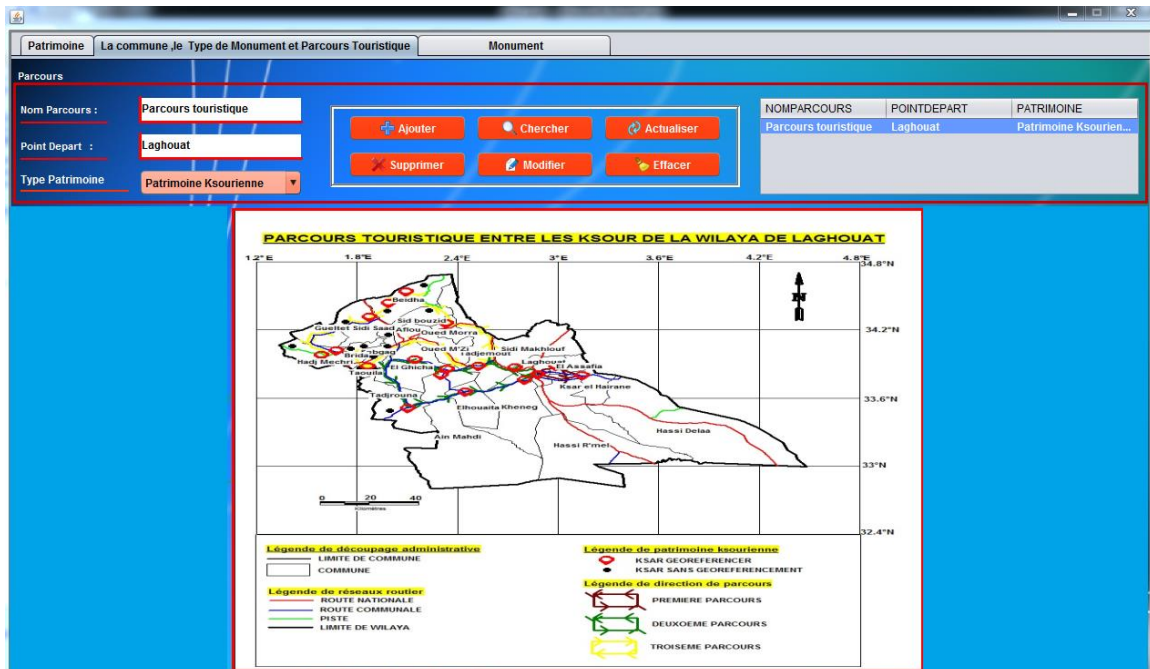 Patrimoine
La commune ,le Type de Monument et Parcours Touristique
Monument
Parcours
Nom Parcours :
Parcours touristique
Point Depart :
Laghouat
Type Patrimoine
Patrimoine Ksourienne
Ajouter
Chercher
Actualiser
Supprimer
Modifier
Effacer
NOMPARCOURS POINTDEPART PATRIMOINE
Parcours touristique Laghouat Patrimoine Ksourien...
PARCOURS TOURISTIQUE ENTRE LES KSOUR DE LA WILAYA DE LAGHOUAT
1.2°E 1.8°E 2.4°E 3°E 3.6°E 4.2°E 4.8°E
34.8°N
N
Beidha
Sid bouzid
34.2°N
Gueltet Sidi Saad
Aflou
Oued Morra
Oued M'Zi
Sidi Makhlouf
Tadjemout
Brida
Hadj Mechri
Laghouat
El Assafia
Taouila
El Ghicha
Ksar el Hairane
Tadjrouna
33.6°N
Elhouaita
Kheneg
Hassi Delaa
Ain Mahdi
Hassi R'mel
33°N
0 20 40
Kilomètres
32.4°N
Légende de découpage administrative
LIMITE DE COMMUNE
COMMUNE
Légende de réseaux routier
ROUTE NATIONALE
ROUTE COMMUNALE
PISTE
LIMITE DE WILAYA
Légende de patrimoine ksourienne
KSAR GEOREFERENCER
KSAR SANS GEOREFERENCEMENT
Légende de direction de parcours
PREMIERE PARCOURS
DEUXOEME PARCOURS
TROISEME PARCOURS